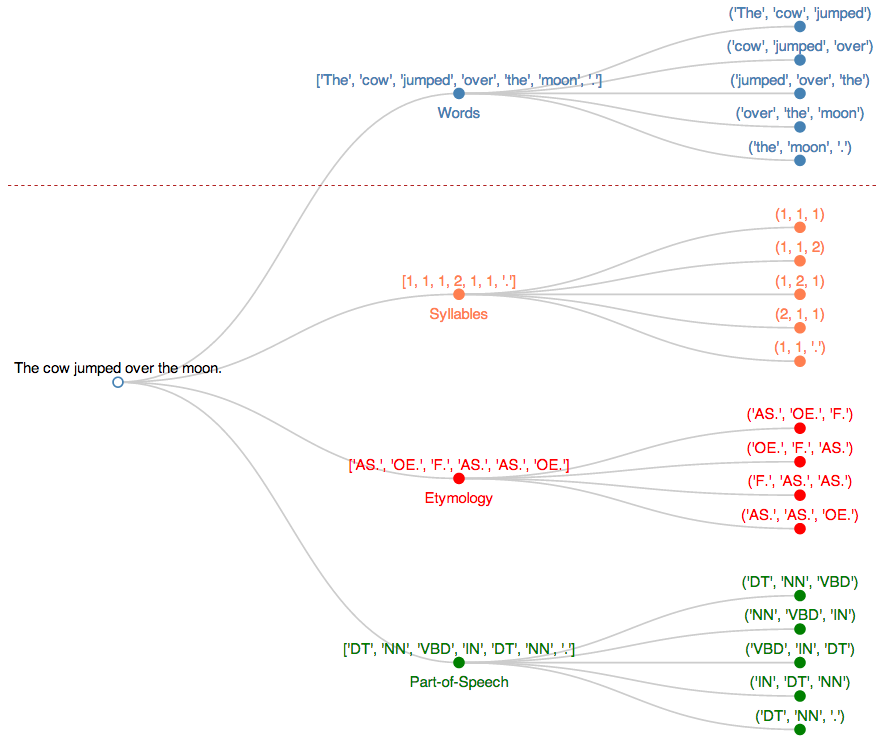 ('The', 'cow', 'jumped')
('cow', 'jumped', 'over')
['The', 'cow', 'jumped', 'over', 'the', 'moon', '.']
('jumped', 'over', 'the')
Words
('over', 'the', 'moon')
('the', 'moon', '.')
(1, 1, 1)
(1, 1, 2)
[1, 1, 1, 2, 1, 1, '.']
(1, 2, 1)
Syllables
(2, 1, 1)
(1, 1, '.')
The cow jumped over the moon.
('AS.', 'OE.', 'F.')
('OE.', 'F.', 'AS.')
['AS.', 'OE.', 'F.', 'AS.', 'AS.', 'OE.']
('F.', 'AS.', 'AS.')
Etymology
('AS.', 'AS.', 'OE.')
('DT', 'NN', 'VBD')
('NN', 'VBD', 'IN')
['DT', 'NN', 'VBD', 'IN', 'DT', 'NN', '.']
('VBD', 'IN', 'DT')
Part-of-Speech
('IN', 'DT', 'NN')
('DT', 'NN', '.')